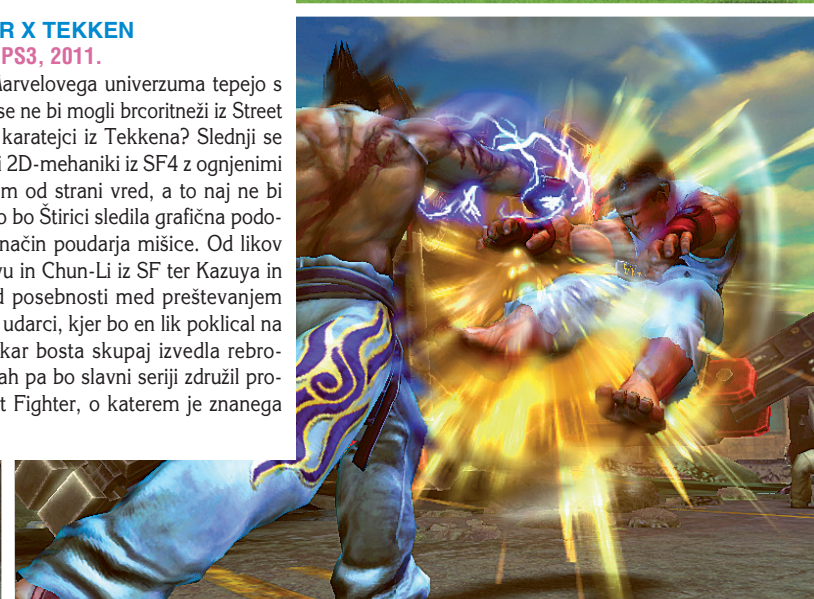 R X TEKKEN
PS3, 2011.
Marvelovega univerzuma tepejo s
se ne bi mogli brcoritneži iz Street
karatejci iz Tekkena? Slednji se
i 2D-mehaniki iz SF4 z ognjenimi
m od strani vred, a to naj ne bi
o bo Štirici sledila grafična podo-
način poudarja mišice. Od likov
yu in Chun-Li iz SF ter Kazuya in
d posebnosti med preštevanjem
udarci, kjer bo en lik poklical na
kar bosta skupaj izvedla rebro-
ah pa bo slavni seriji združil pro-
t Fighter, o katerem je znanega